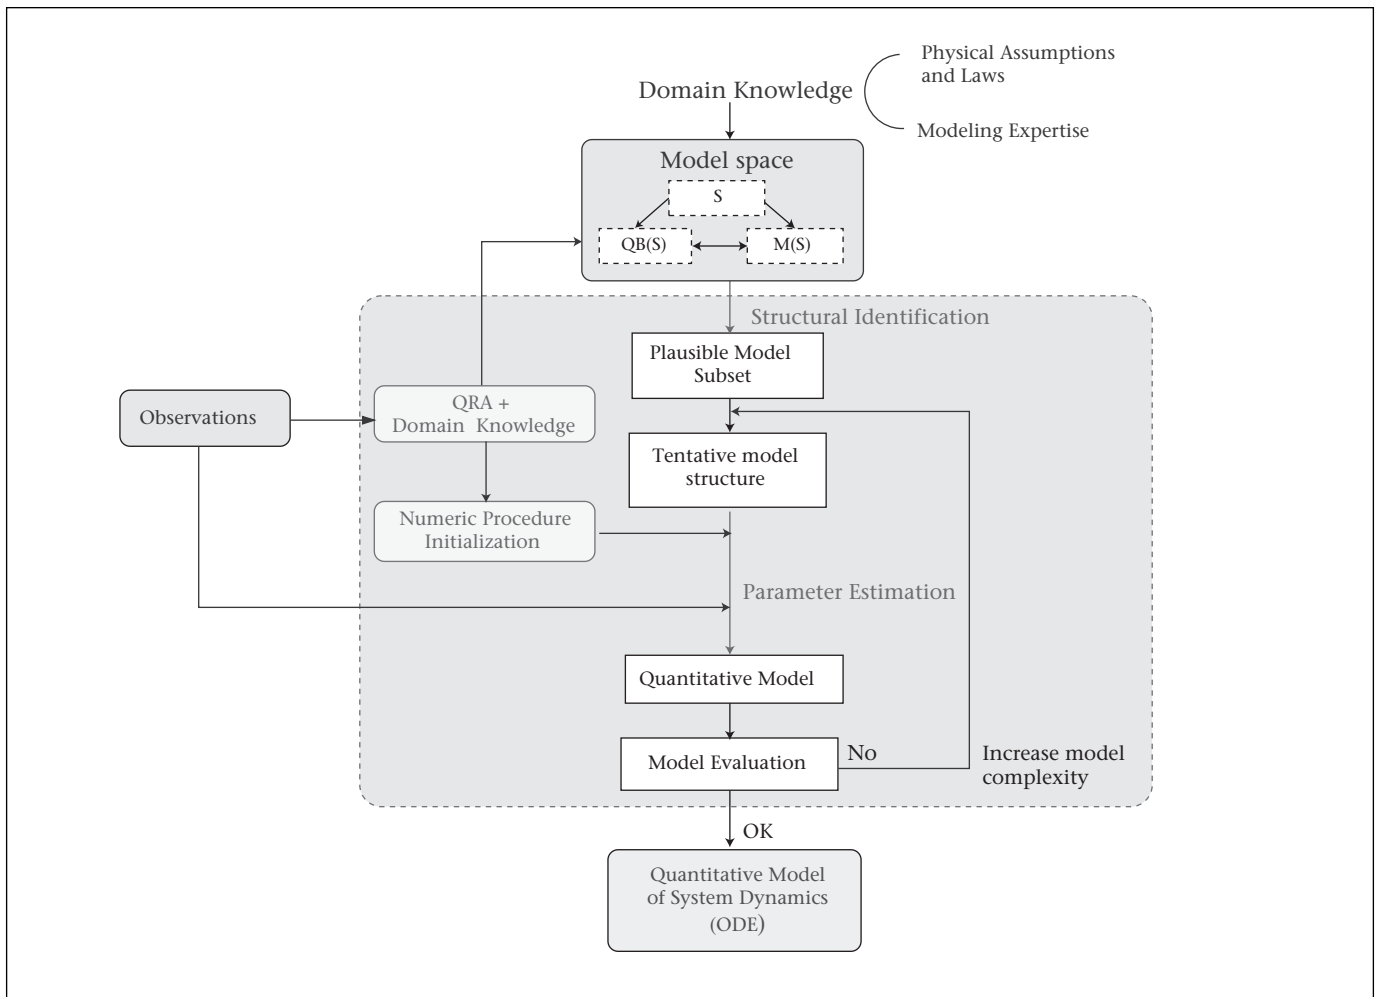 Physical Assumptions
and Laws
Domain Knowledge
Modeling Expertise
Model space
S
QB(S)
M(S)
Structural Identification
Plausible Model
Subset
Observations
QRA +
Domain Knowledge
Tentative model
structure
Numeric Procedure
Initialization
Parameter Estimation
Quantitative Model
Model Evaluation
No
Increase model
complexity
OK
Quantitative Model
of System Dynamics
(ODE)